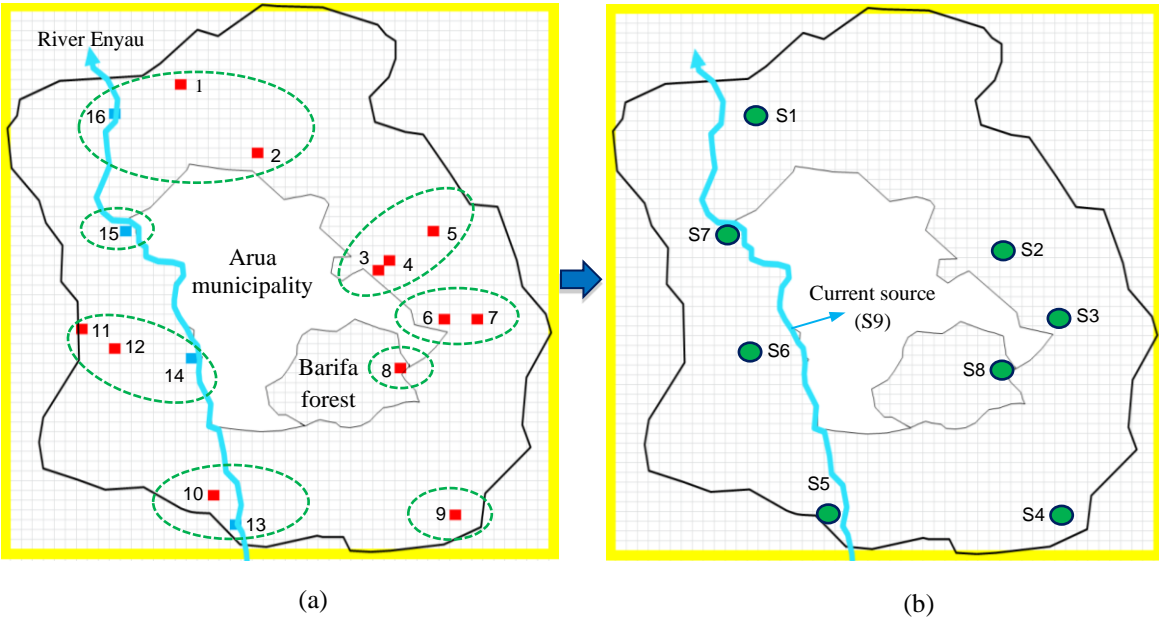 River Enyau
1
16
2
15
5
3
4
Arua
municipality
6
7
11
12
14
8
Barifa
forest
10
9
13
(a)
S1
S7
S2
Current source
(S9)
S3
S6
S8
S5
S4
(b)